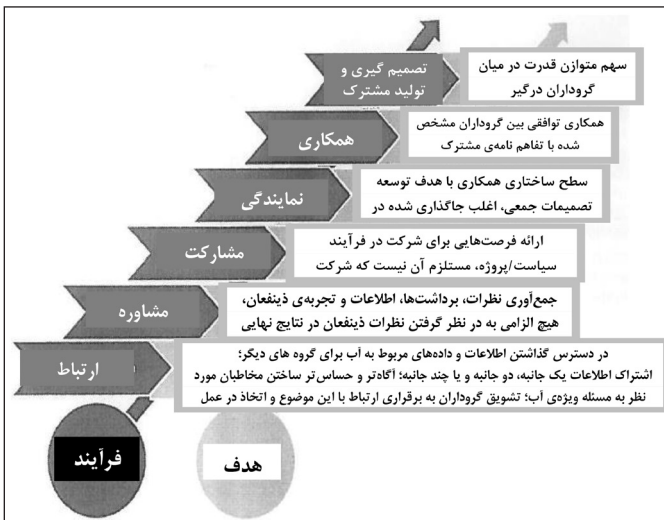 تصمیم گیری و
تولید مشترک
سهم متوازن قدرت در میان
گروداران درگیر
همکاری
همکاری توافقی بین گروداران مشخص
شده با تفاهم نامه‌ی مشترک
نمایندگی
سطح ساختاری همکاری با هدف توسعه
تصمیمات جمعی، اغلب جاگذاری شده در
مشارکت
ارائه فرصت‌هایی برای شرکت در فرآیند
سیاست/پروژه، مستلزم آن نیست که شرکت
مشاوره
جمع‌آوری نظرات، برداشت‌ها، اطلاعات و تجربه‌ی ذینفعان،
هیچ الزامی به در نظر گرفتن نظرات ذینفعان در نتایج نهایی
ارتباط
در دسترس گذاشتن اطلاعات و داده‌های مربوط به آب برای گروه های دیگر؛
اشتراک اطلاعات یک جانبه، دو جانبه و یا چند جانبه؛ آگاه‌تر و حساس‌تر ساختن مخاطبان مورد
نظر به مسئله ویژه‌ی آب؛ تشویق گروداران به برقراری ارتباط با این موضوع و اتخاذ در عمل
فرآیند
هدف